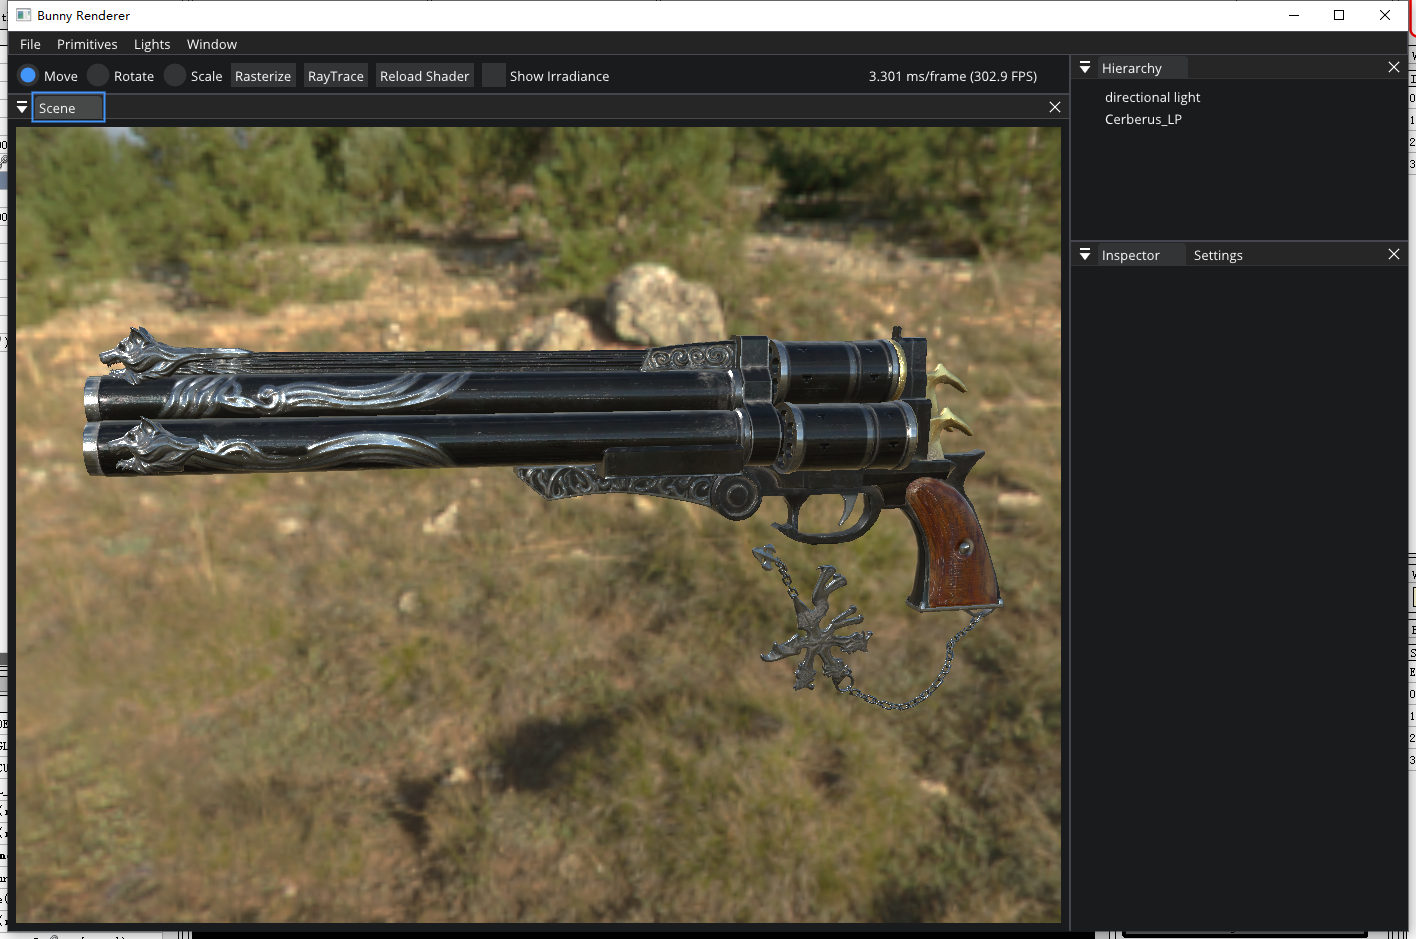 Bunny Renderer
File Primitives Lights Window
Move Rotate Scale Rasterize RayTrace Reload Shader Show Irradiance 3.301 ms/frame (302.9 FPS)
Scene
Hierarchy
directional light
Cerberus_LP
Inspector Settings